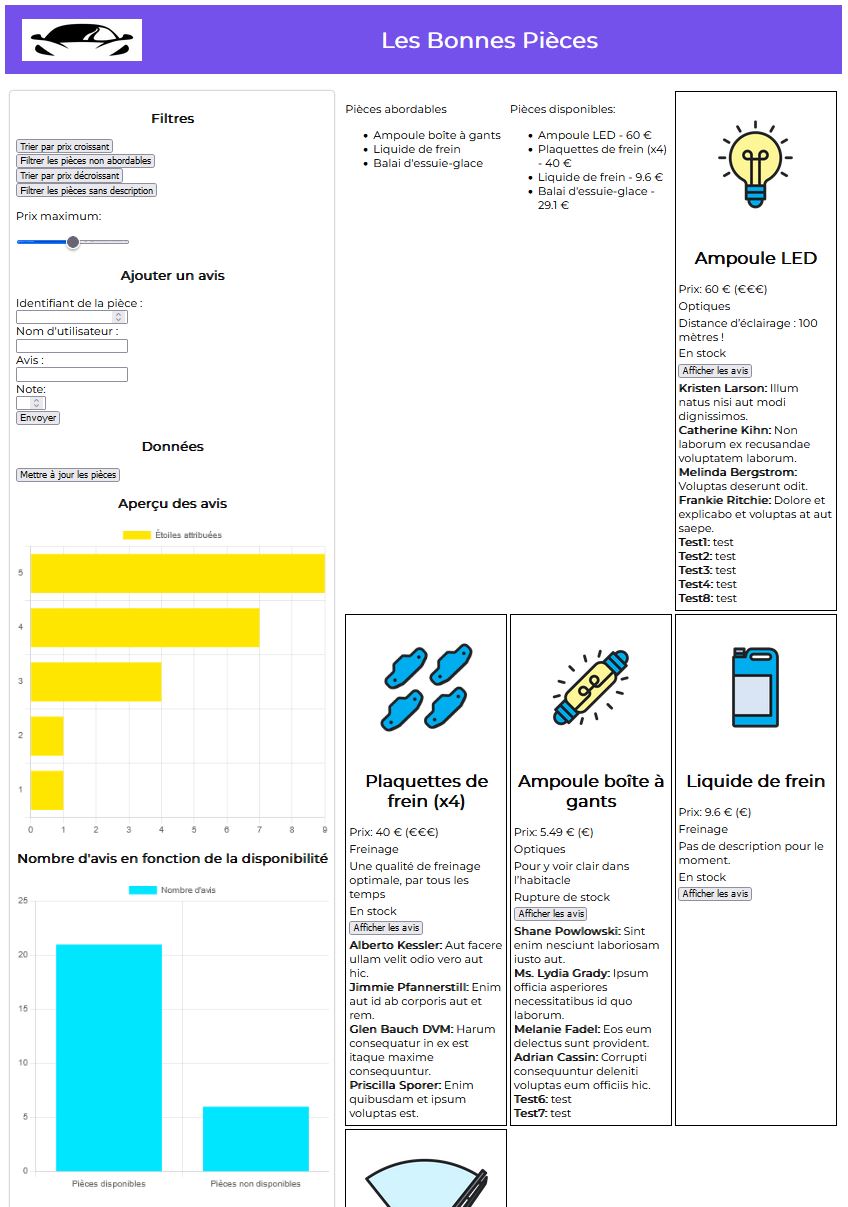 Les Bonnes Pièces
Filtres
Trier par prix croissant
Filtrer les pièces non abordables
Trier par prix décroissant
Filtrer les pièces sans description
Prix maximum:
Ajouter un avis
Identifiant de la pièce :
Nom d'utilisateur :
Avis :
Note:
Envoyer
Données
Mettre à jour les pièces
Aperçu des avis
Étoiles attribuées
5
4
3
2
1
0 1 2 3 4 5 6 7 8 9
Nombre d'avis en fonction de la disponibilité
Nombre d'avis
25
20
15
10
5
0
Pièces disponibles
Pièces non disponibles
Pièces abordables
Ampoule boîte à gants
Liquide de frein
Balai d'essuie-glace
Pièces disponibles:
Ampoule LED - 60 €
Plaquettes de frein (x4)
- 40 €
Liquide de frein - 9.6 €
Balai d'essuie-glace -
29.1 €
Ampoule LED
Prix: 60 € (€€€)
Optiques
Distance d'éclairage : 100
mètres !
En stock
Afficher les avis
Kristen Larson: Illum
natus nisi aut modi
dignissimos.
Catherine Kihn: Non
laborum ex recusandae
voluptatem laborum.
Melinda Bergstrom:
Voluptas deserunt odit.
Frankie Ritchie: Dolore et
explicabo et voluptas at aut
saepe.
Test1: test
Test2: test
Test3: test
Test4: test
Test8: test
Plaquettes de
frein (x4)
Prix: 40 € (€€€)
Freinage
Une qualité de freinage
optimale, par tous les
temps
En stock
Afficher les avis
Alberto Kessler: Aut facere
ullam velit odio vero aut
hic.
Jimmie Pfannerstill: Enim
aut id ab corporis aut et
rem.
Glen Bauch DVM: Harum
consequatur in ex est
itaque maxime
consequuntur.
Priscilla Sporer: Enim
quibusdam et ipsum
voluptas est.
Ampoule boîte à
gants
Prix: 5.49 € (€)
Optiques
Pour y voir clair dans
l'habitacle
Rupture de stock
Afficher les avis
Shane Powlowski: Sint
enim nesciunt laboriosam
iusto aut.
Ms. Lydia Grady: Ipsum
officia asperiores
necessitatibus id quo
laborum.
Melanie Fadel: Eos eum
delectus sunt provident.
Adrian Cassin: Corrupti
consequuntur deleniti
voluptas eum officiis hic.
Test6: test
Test7: test
Liquide de frein
Prix: 9.6 € (€)
Freinage
Pas de description pour le
moment.
En stock
Afficher les avis